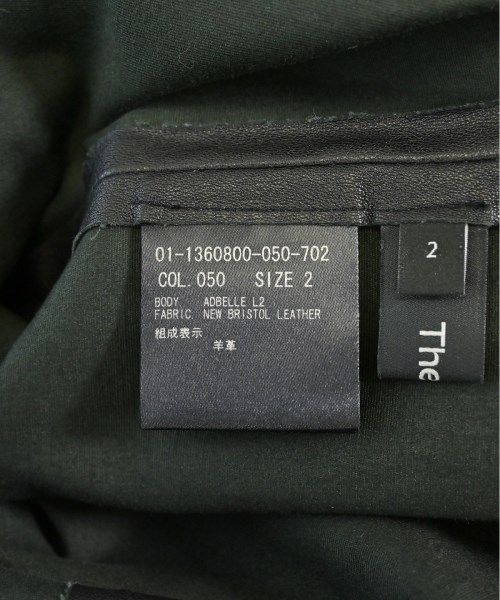 01-1360800-050-702
COL.050 SIZE 2
BODY ADBELLE L2
FABRIC NEW BRISTOL LEATHER
組成表示
羊革
2
The